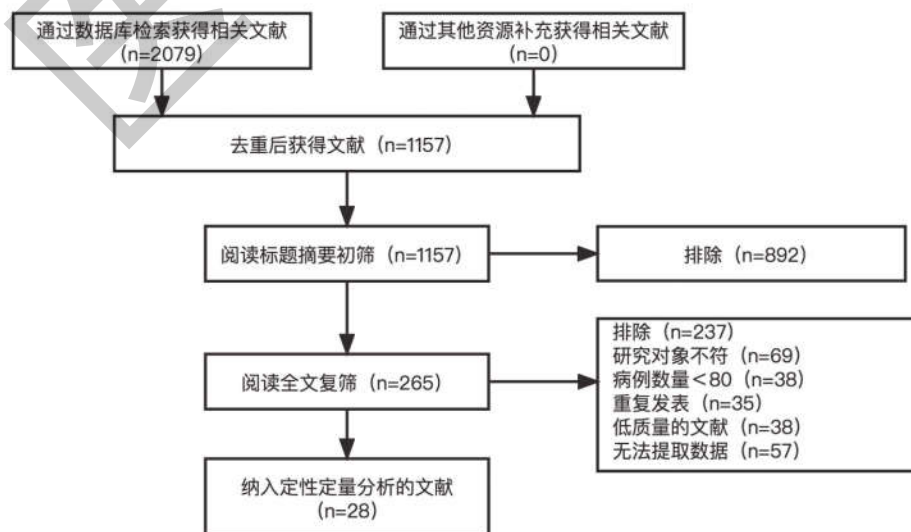 通过数据库检索获得相关文献
(n=2079)
通过其他资源补充获得相关文献
(n=0)
去重后获得文献（n=1157）
阅读标题摘要初筛（n=1157）
排除（n=892）
阅读全文复筛（n=265）
排除（n=237）
研究对象不符（n=69）
病例数量＜80（n=38）
重复发表（n=35）
低质量的文献（n=38）
无法提取数据（n=57）
纳入定性定量分析的文献
(n=28)